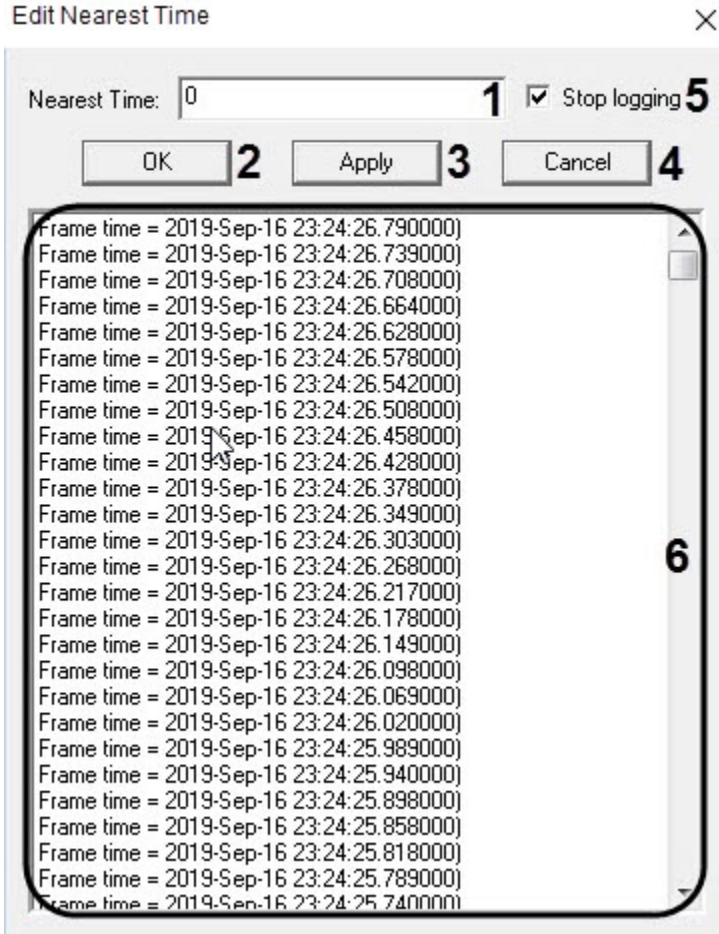 Edit Nearest Time
Nearest Time: 0 1 Stop logging 5
OK 2 Apply 3 Cancel 4
Frame time = 2019-Sep-16 23:24:26.790000)
Frame time = 2019-Sep-16 23:24:26.739000)
Frame time = 2019-Sep-16 23:24:26.708000)
Frame time = 2019-Sep-16 23:24:26.664000)
Frame time = 2019-Sep-16 23:24:26.628000)
Frame time = 2019-Sep-16 23:24:26.578000)
Frame time = 2019-Sep-16 23:24:26.542000)
Frame time = 2019-Sep-16 23:24:26.508000)
Frame time = 2019-Sep-16 23:24:26.458000)
Frame time = 2019-Sep-16 23:24:26.428000)
Frame time = 2019-Sep-16 23:24:26.378000)
Frame time = 2019-Sep-16 23:24:26.349000)
Frame time = 2019-Sep-16 23:24:26.303000)
Frame time = 2019-Sep-16 23:24:26.268000) 6
Frame time = 2019-Sep-16 23:24:26.217000)
Frame time = 2019-Sep-16 23:24:26.178000)
Frame time = 2019-Sep-16 23:24:26.149000)
Frame time = 2019-Sep-16 23:24:26.098000)
Frame time = 2019-Sep-16 23:24:26.069000)
Frame time = 2019-Sep-16 23:24:26.020000)
Frame time = 2019-Sep-16 23:24:25.989000)
Frame time = 2019-Sep-16 23:24:25.940000)
Frame time = 2019-Sep-16 23:24:25.898000)
Frame time = 2019-Sep-16 23:24:25.858000)
Frame time = 2019-Sep-16 23:24:25.818000)
Frame time = 2019-Sep-16 23:24:25.789000)
Frame time = 2019-Sep-16 23:24:25.740000)